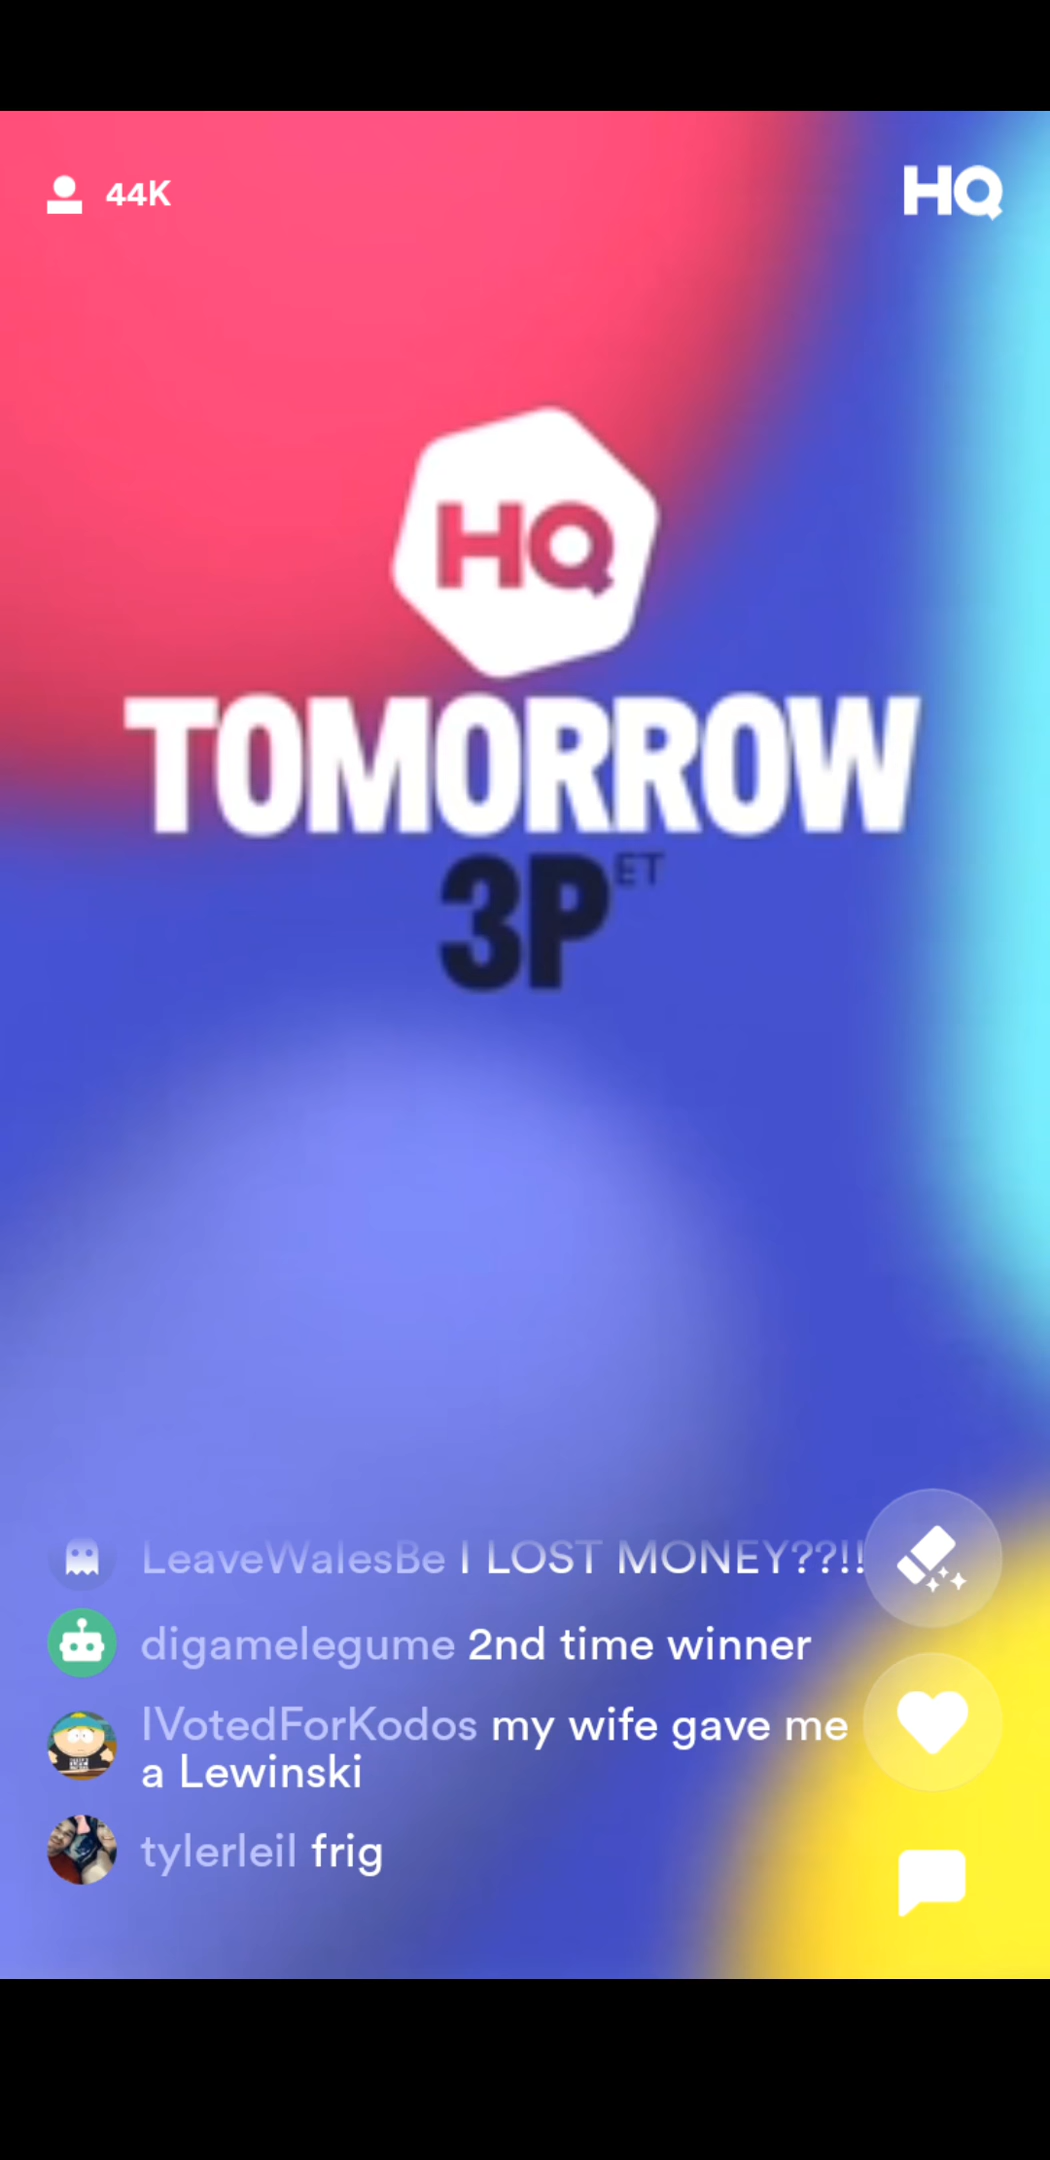 44K
HQ
HQ
TOMORROW
3P ET
LeaveWalesBe I LOST MONEY??!!
digamelegume 2nd time winner
IVotedForKodos my wife gave me
a Lewinski
tylerleil frig